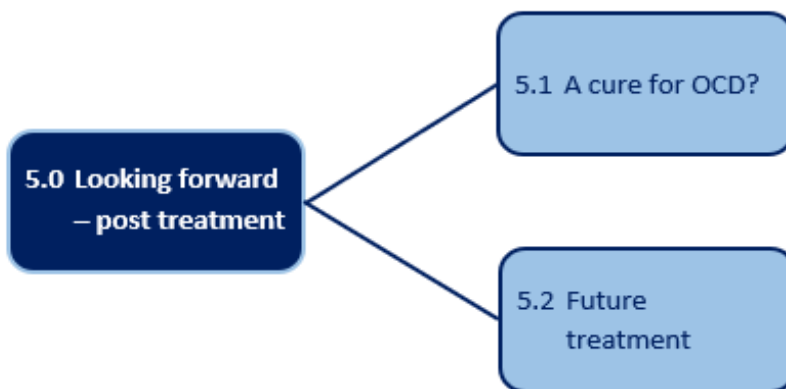 5.1 A cure for OCD?
5.0 Looking forward
– post treatment
5.2 Future
treatment